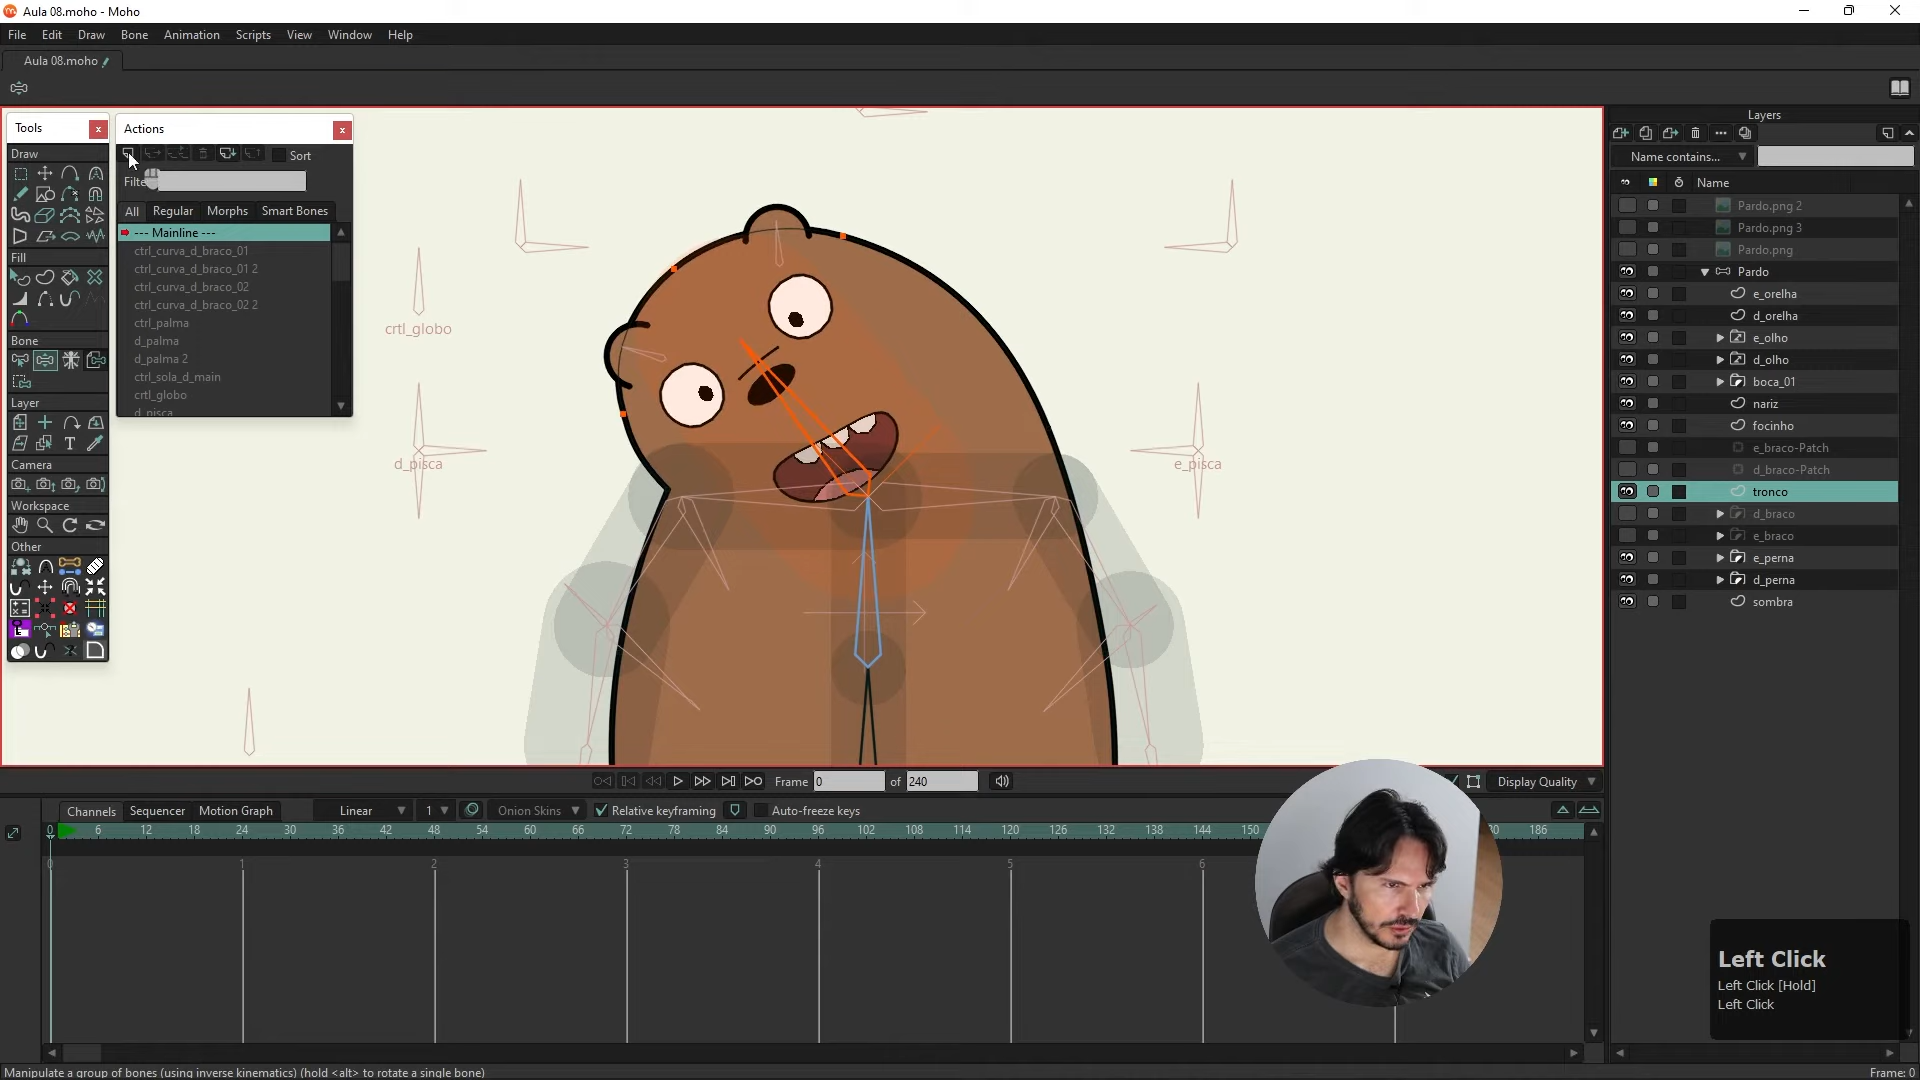 Aula 08.moho - Moho
File Edit Draw Bone Animation Scripts View Window Help
Aula 08.moho
Tools
Draw
Fill
Bone
Layer
Camera
Workspace
Other
Actions
Sort
Filte
All Regular Morphs Smart Bones
--- Mainline ---
ctrl_curva_d_braco_01
ctrl_curva_d_braco_01 2
ctrl_curva_d_braco_02
ctrl_curva_d_braco_02 2
ctrl_palma
d_palma
d_palma 2
ctrl_sola_d_main
crtl_globo
d_pisca
crtl_globo
d_pisca
e_pisca
Layers
Name contains...
Name
Pardo.png 2
Pardo.png 3
Pardo.png
Pardo
e_orelha
d_orelha
e_olho
d_olho
boca_01
nariz
focinho
e_braco-Patch
d_braco-Patch
tronco
d_braco
e_braco
e_perna
d_perna
sombra
Frame 0 of 240
Display Quality
Channels Sequencer Motion Graph Linear 1 Onion Skins Relative keyframing Auto-freeze keys
0 6 12 18 24 30 36 42 48 54 60 66 72 78 84 90 96 102 108 114 120 126 132 138 144 150 30 186
0 1 2 3 4 5 6
Left Click
Left Click [Hold]
Left Click
Manipulate a group of bones (using inverse kinematics) (hold <alt> to rotate a single bone)
Frame: 0